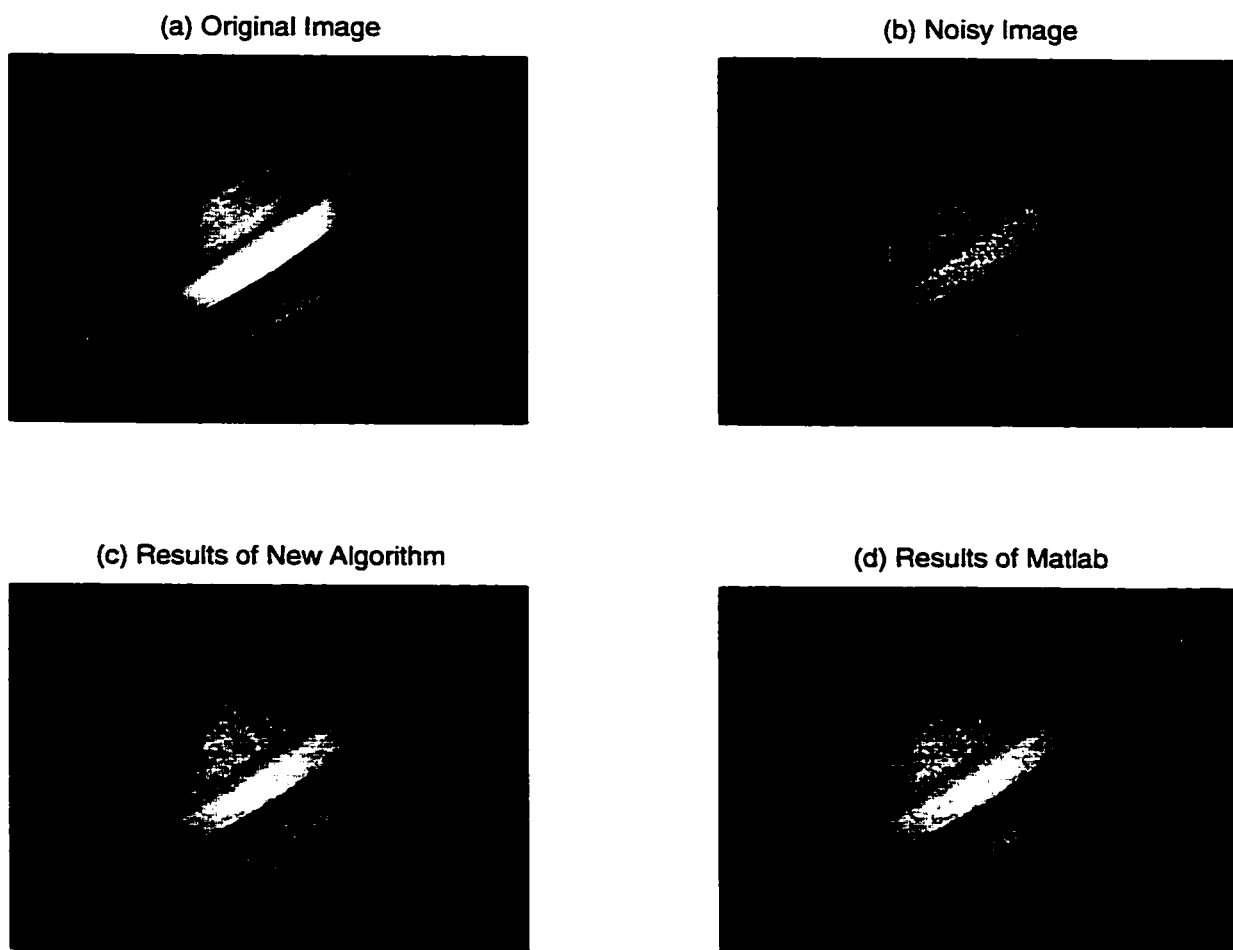 (a) Original Image
(b) Noisy Image
(c) Results of New Algorithm
(d) Results of Matlab